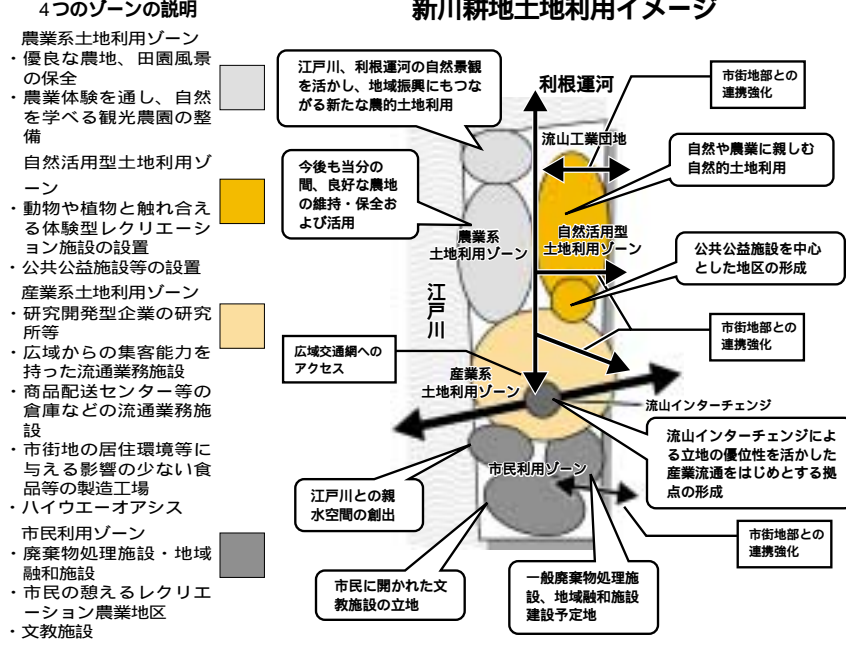 4つのゾーンの説明
農業系土地利用ゾーン
・優良な農地、田園風景
の保全
・農業体験を通し、自然
を学べる観光農園の整
備
自然活用型土地利用ゾ
ーン
・動物や植物と触れ合え
る体験型レクリエーシ
ョン施設の設置
・公共公益施設等の設置
産業系土地利用ゾーン
・研究開発型企業の研究
所等
・広域からの集客能力を
持った流通業務施設
・商品配送センター等の
倉庫などの流通業務施
設
・市街地の居住環境等に
与える影響の少ない食
品等の製造工場
・ハイウエーオアシス
市民利用ゾーン
・廃棄物処理施設・地域
融和施設
・市民の憩えるレクリエ
ーション農業地区
・文教施設
新川耕地土地利用イメージ
江戸川、利根運河の自然景観
を活かし、地域振興にもつな
がる新たな農的土地利用
利根運河
市街地部との
連携強化
流山工業団地
自然や農業に親しむ
自然的土地利用
今後も当分の
間、良好な農地
の維持・保全お
よび活用
農業系
土地利用ゾーン
自然活用型
土地利用ゾーン
公共公益施設を中心
とした地区の形成
江戸川
市街地部との
連携強化
広域交通網への
アクセス
産業系
土地利用ゾーン
流山インターチェンジ
流山インターチェンジによ
る立地の優位性を活かした
産業流通をはじめとする拠
点の形成
市民利用ゾーン
江戸川との親
水空間の創出
市街地部との
連携強化
市民に開かれた文
教施設の立地
一般廃棄物処理施
設、地域融和施設
建設予定地